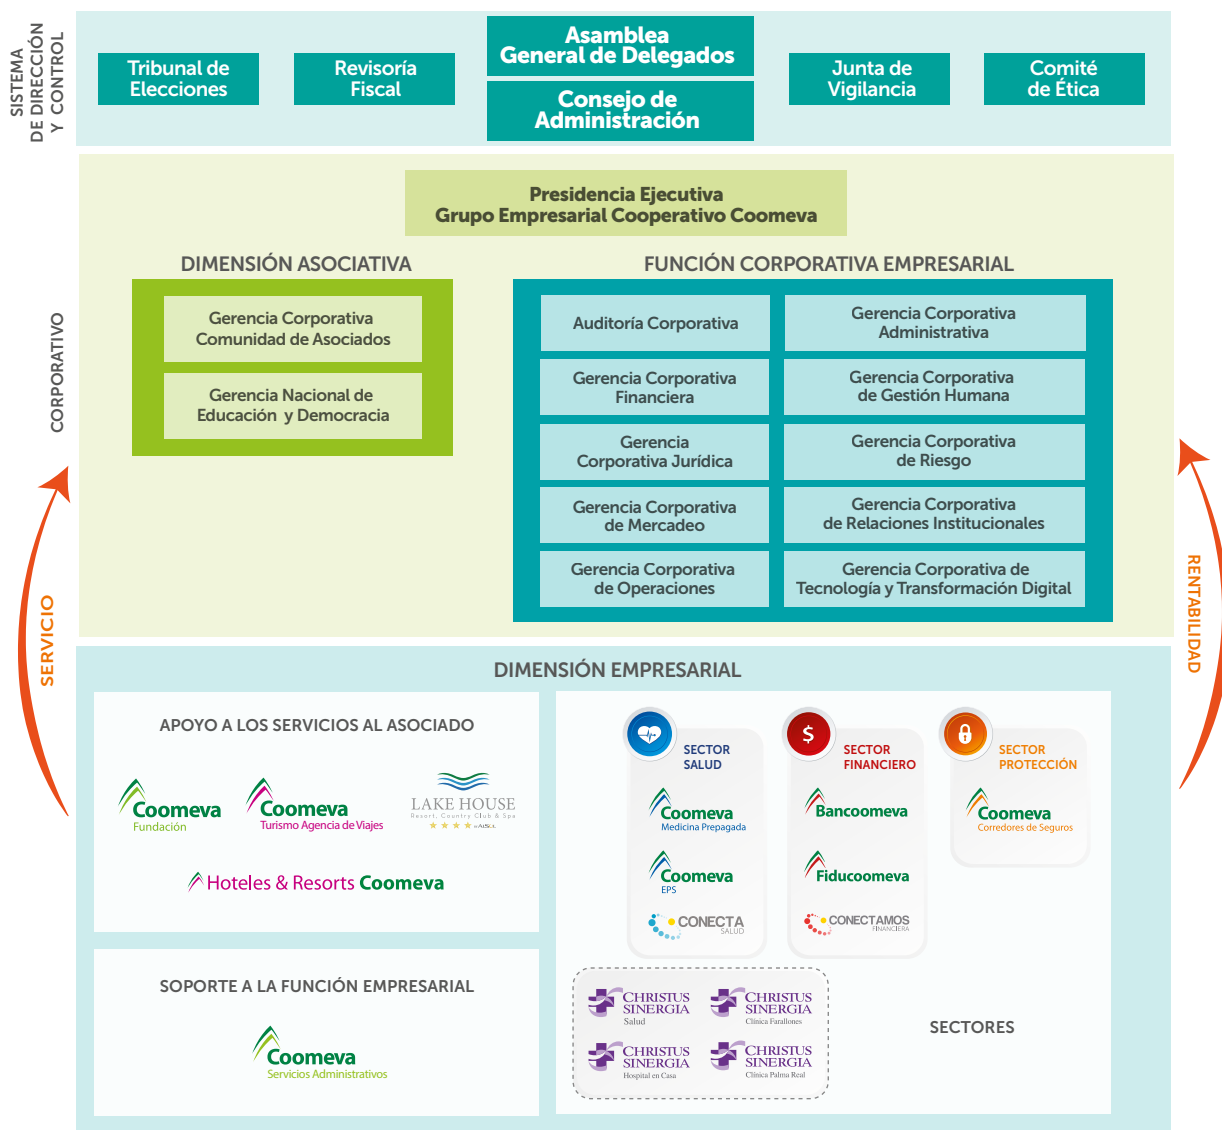 SISTEMA
DE DIRECCIÓN
Y CONTROL
Tribunal de
Elecciones
Revisoría
Fiscal
Asamblea
General de Delegados
Consejo de
Administración
Junta de
Vigilancia
Comité
de Ética
CORPORATIVO
Presidencia Ejecutiva
Grupo Empresarial Cooperativo Coomeva
DIMENSIÓN ASOCIATIVA
Gerencia Corporativa
Comunidad de Asociados
Gerencia Nacional de
Educación y Democracia
FUNCIÓN CORPORATIVA EMPRESARIAL
Auditoría Corporativa
Gerencia Corporativa
Administrativa
Gerencia Corporativa
Financiera
Gerencia Corporativa
de Gestión Humana
Gerencia
Corporativa Jurídica
Gerencia Corporativa
de Riesgo
Gerencia Corporativa
de Mercadeo
Gerencia Corporativa
de Relaciones Institucionales
Gerencia Corporativa
de Operaciones
Gerencia Corporativa de
Tecnología y Transformación Digital
SERVICIO
RENTABILIDAD
DIMENSIÓN EMPRESARIAL
APOYO A LOS SERVICIOS AL ASOCIADO
Coomeva
Fundación
Coomeva
Turismo Agencia de Viajes
LAKE HOUSE
Resort, Country Club & Spa
Hoteles & Resorts Coomeva
SOPORTE A LA FUNCIÓN EMPRESARIAL
Coomeva
Servicios Administrativos
SECTOR
SALUD
Coomeva
Medicina Prepagada
Coomeva
EPS
CONECTA
SALUD
$
SECTOR
FINANCIERO
Bancoomeva
Fiducoomeva
CONECTAMOS
FINANCIERA
SECTOR
PROTECCIÓN
Coomeva
Corredores de Seguros
CHRISTUS
SINERGIA
Salud
CHRISTUS
SINERGIA
Clínica Farallones
CHRISTUS
SINERGIA
Hospital en Casa
CHRISTUS
SINERGIA
Clínica Palma Real
SECTORES